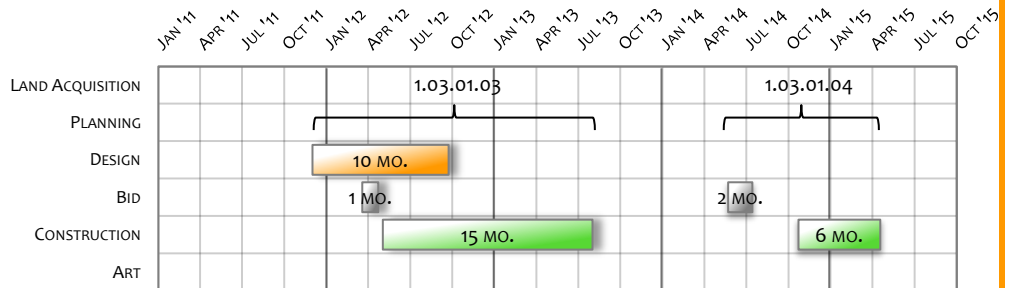 JAN '11 APR '11 JUL '11 OCT '11 JAN '12 APR '12 JUL '12 OCT '12 JAN '13 APR '13 JUL '13 OCT '13 JAN '14 APR '14 JUL '14 OCT '14 JAN '15 APR '15 JUL '15 OCT '15
LAND ACQUISITION 1.03.01.03 1.03.01.04
PLANNING
DESIGN 10 MO.
BID 1 MO. 2 MO.
CONSTRUCTION 15 MO. 6 MO.
ART